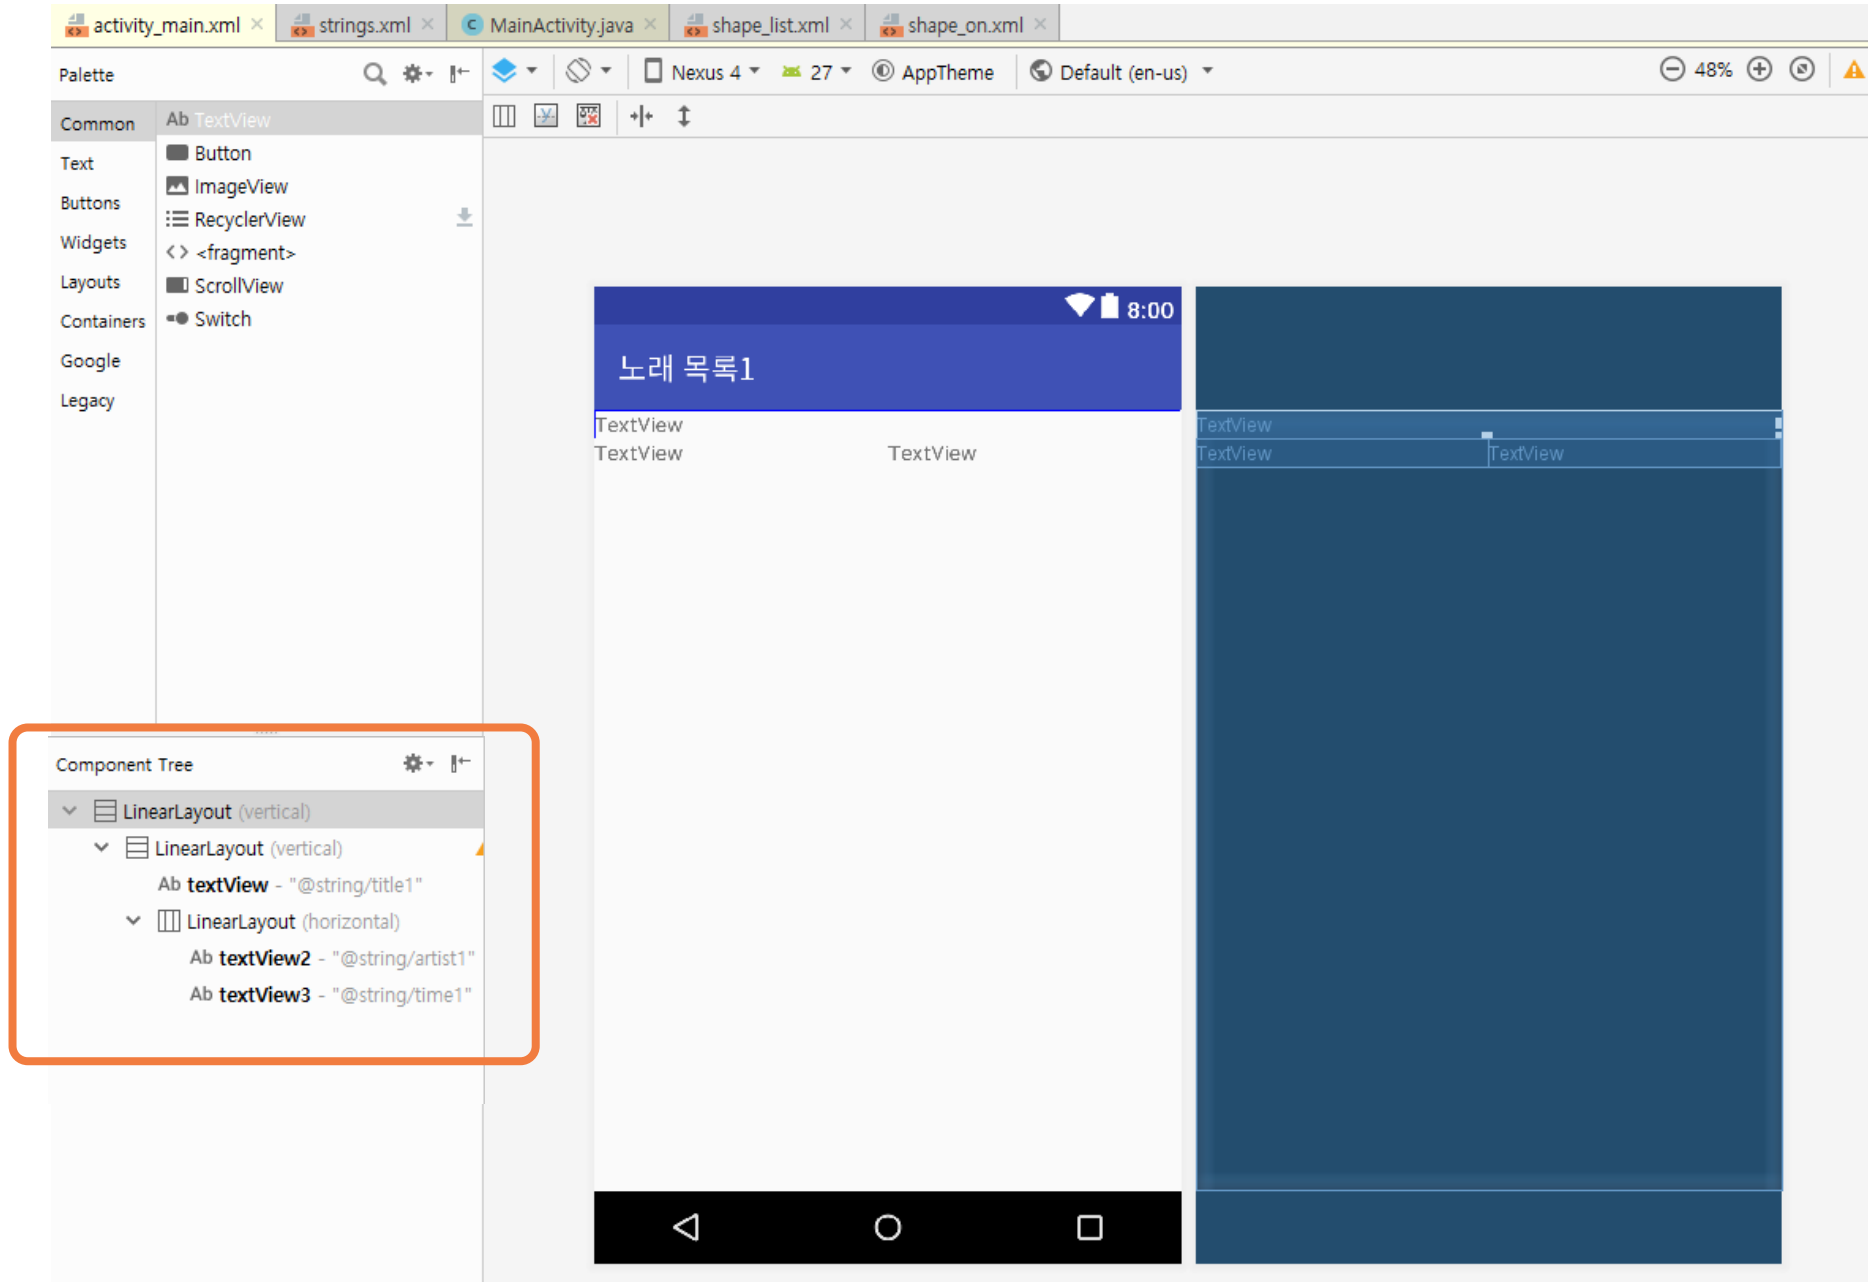 activity_main.xml
strings.xml
MainActivity.java
shape_list.xml
shape_on.xml
Palette
Nexus 4
27
AppTheme
Default (en-us)
48%
Common
Text
Buttons
Widgets
Layouts
Containers
Google
Legacy
Ab TextView
Button
ImageView
RecyclerView
<fragment>
ScrollView
Switch
8:00
노래 목록1
TextView
TextView TextView
TextView
TextView TextView
Component Tree
LinearLayout (vertical)
LinearLayout (vertical)
Ab textView - "@string/title1"
LinearLayout (horizontal)
Ab textView2 - "@string/artist1"
Ab textView3 - "@string/time1"